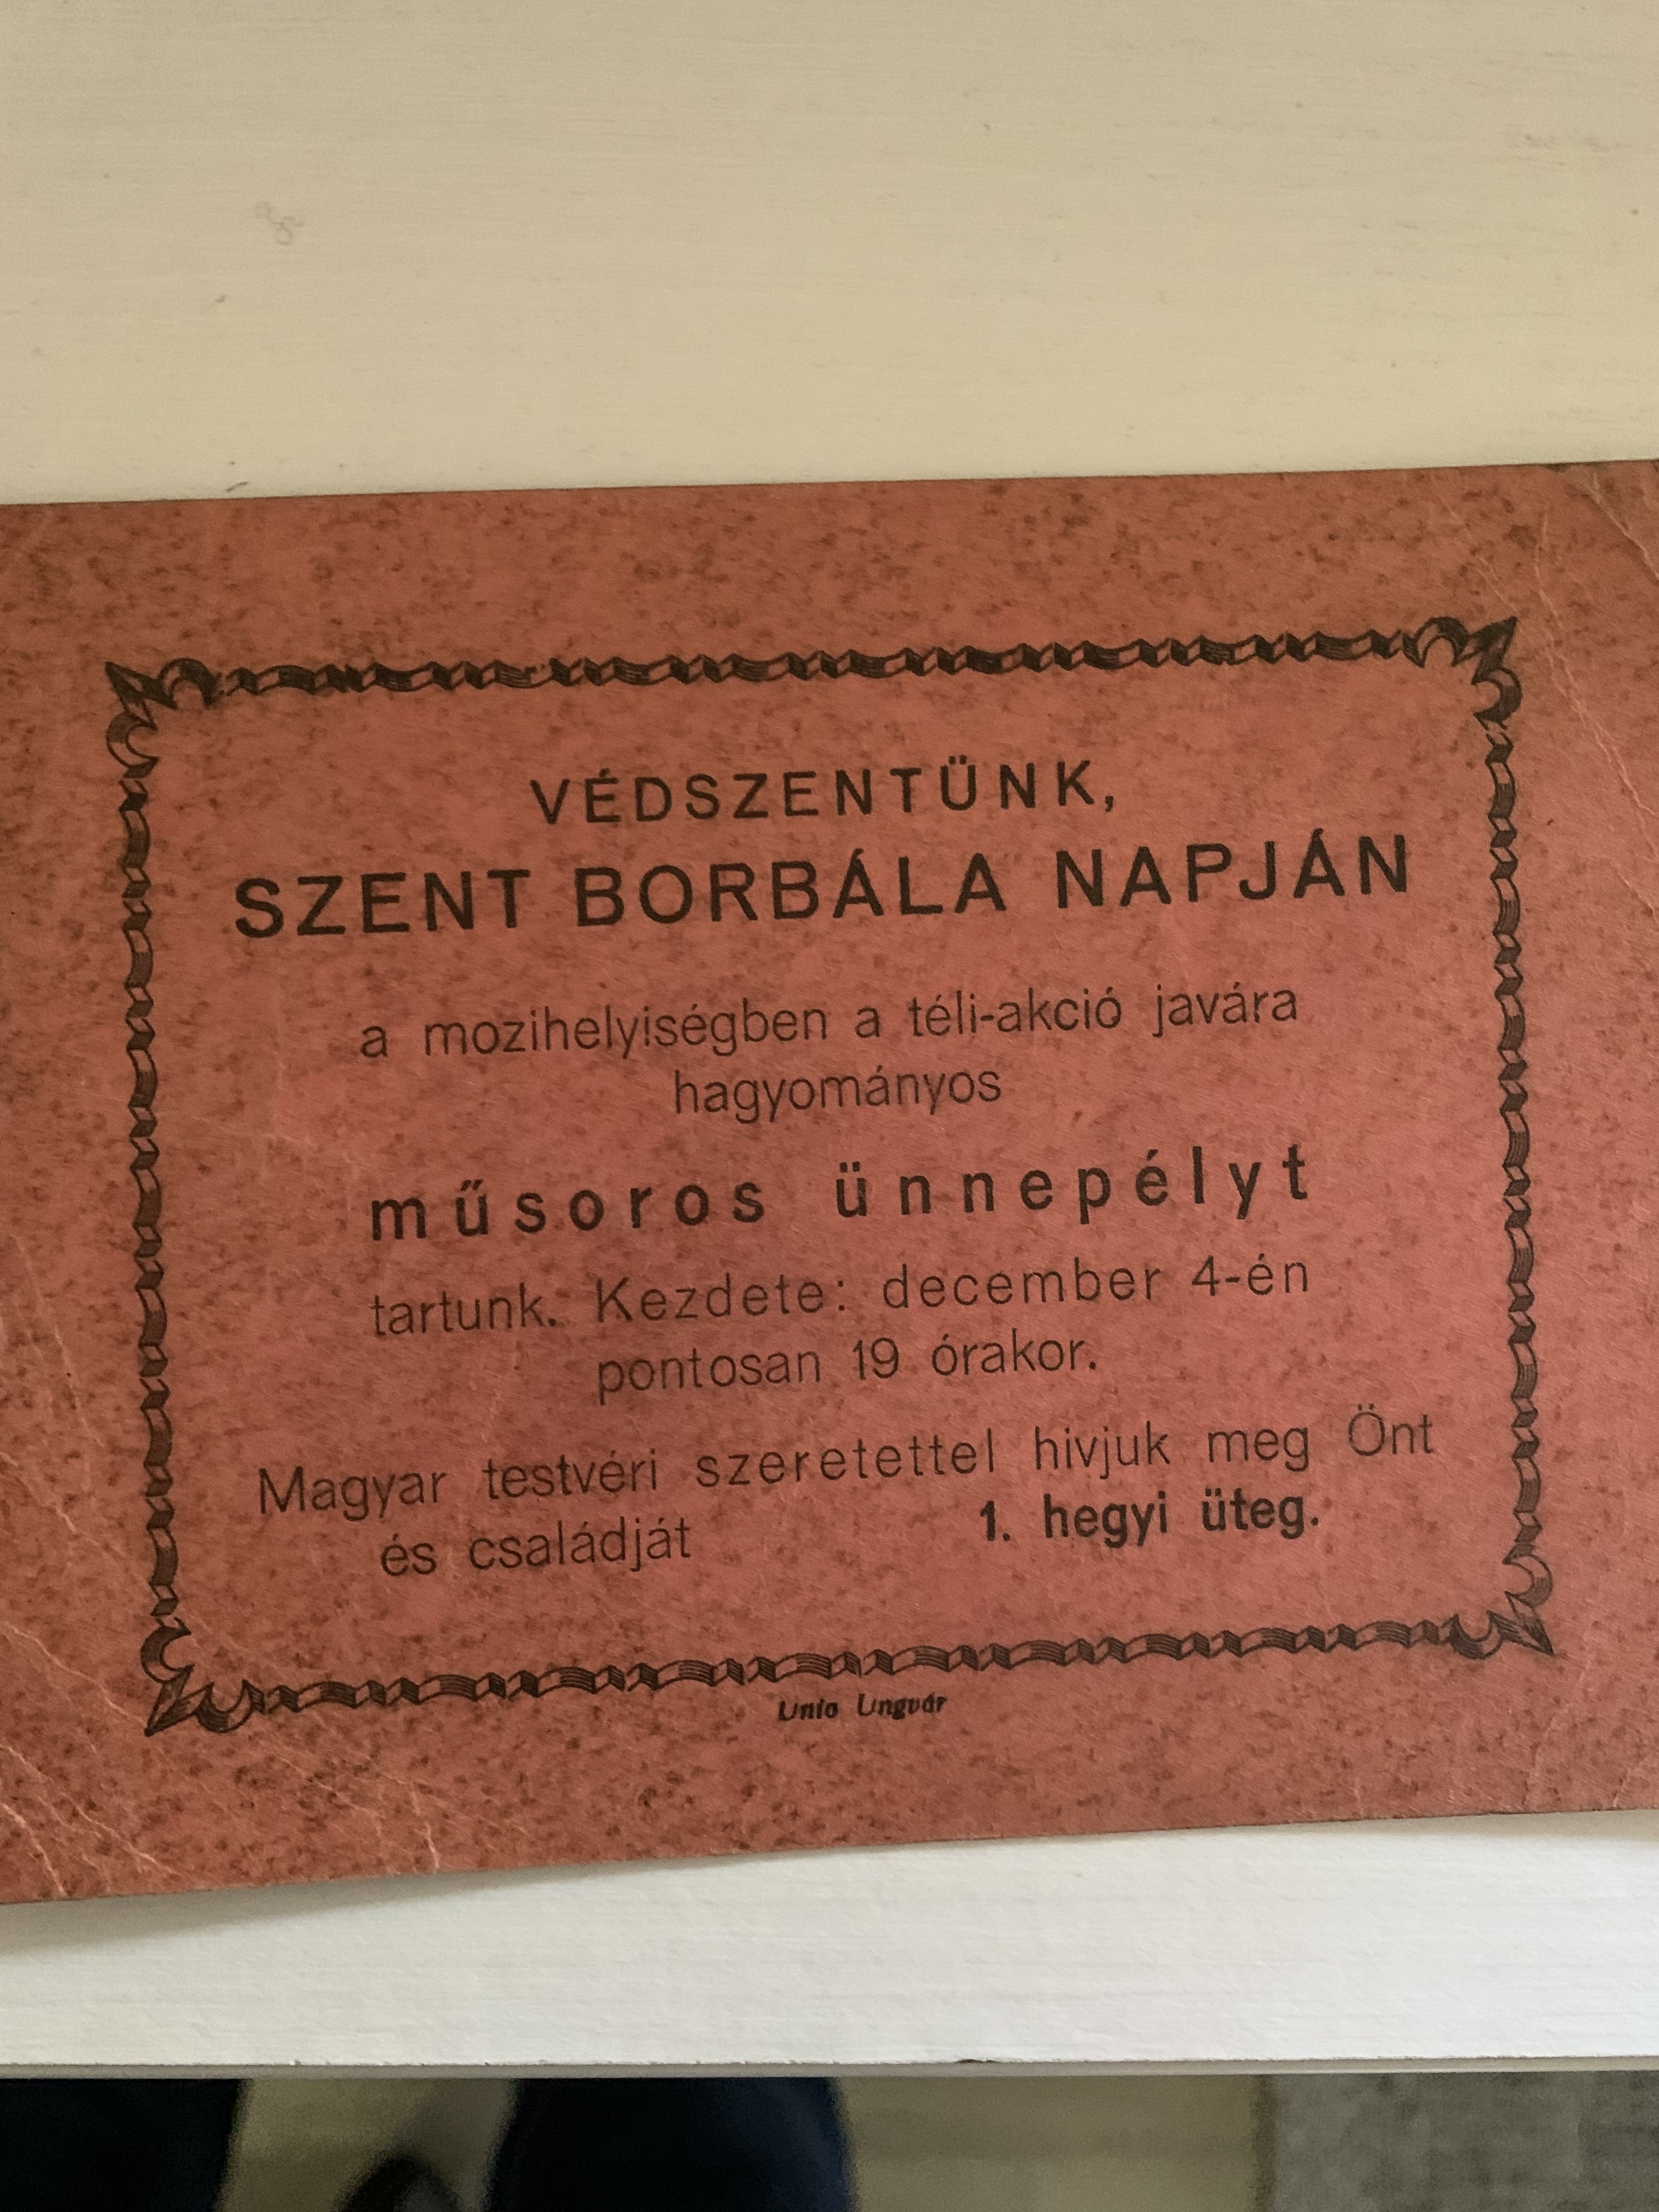 VÉDSZENTÜNK,
SZENT BORBÁLA NAPJÁN
a mozihelyiségben a téli-akció javára
hagyományos
műsoros ünnepélyt
tartunk. Kezdete: december 4-én
pontosan 19 órakor.
Magyar testvéri szeretettel hivjuk meg Önt
és családját 1. hegyi üteg.
Unio Ungvár